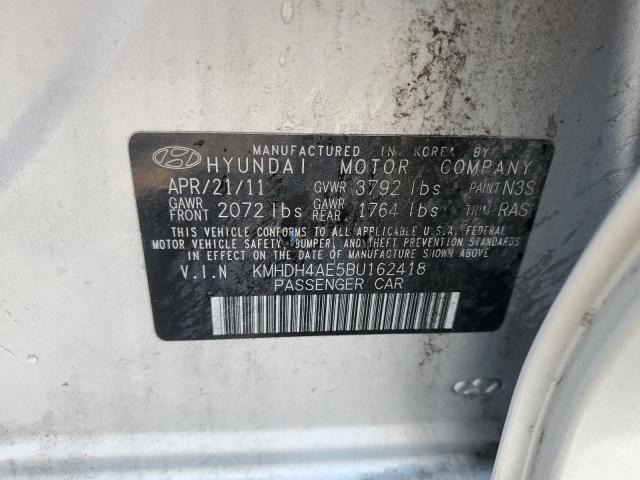 MANUFACTURED IN KOREA BY
HYUNDAI MOTOR COMPANY
APR/21/11 GVWR 3792 lbs PAINT N3S
GAWR FRONT 2072 lbs GAWR REAR 1764 lbs TRIM RAS
THIS VEHICLE CONFORMS TO ALL APPLICABLE U.S.A. FEDERAL
MOTOR VEHICLE SAFETY, BUMPER, AND THEFT PREVENTION STANDARDS
IN EFFECT ON THE DATE OF MANUFACTURE SHOWN ABOVE.
V.I.N KMHDH4AE5BU162418
PASSENGER CAR